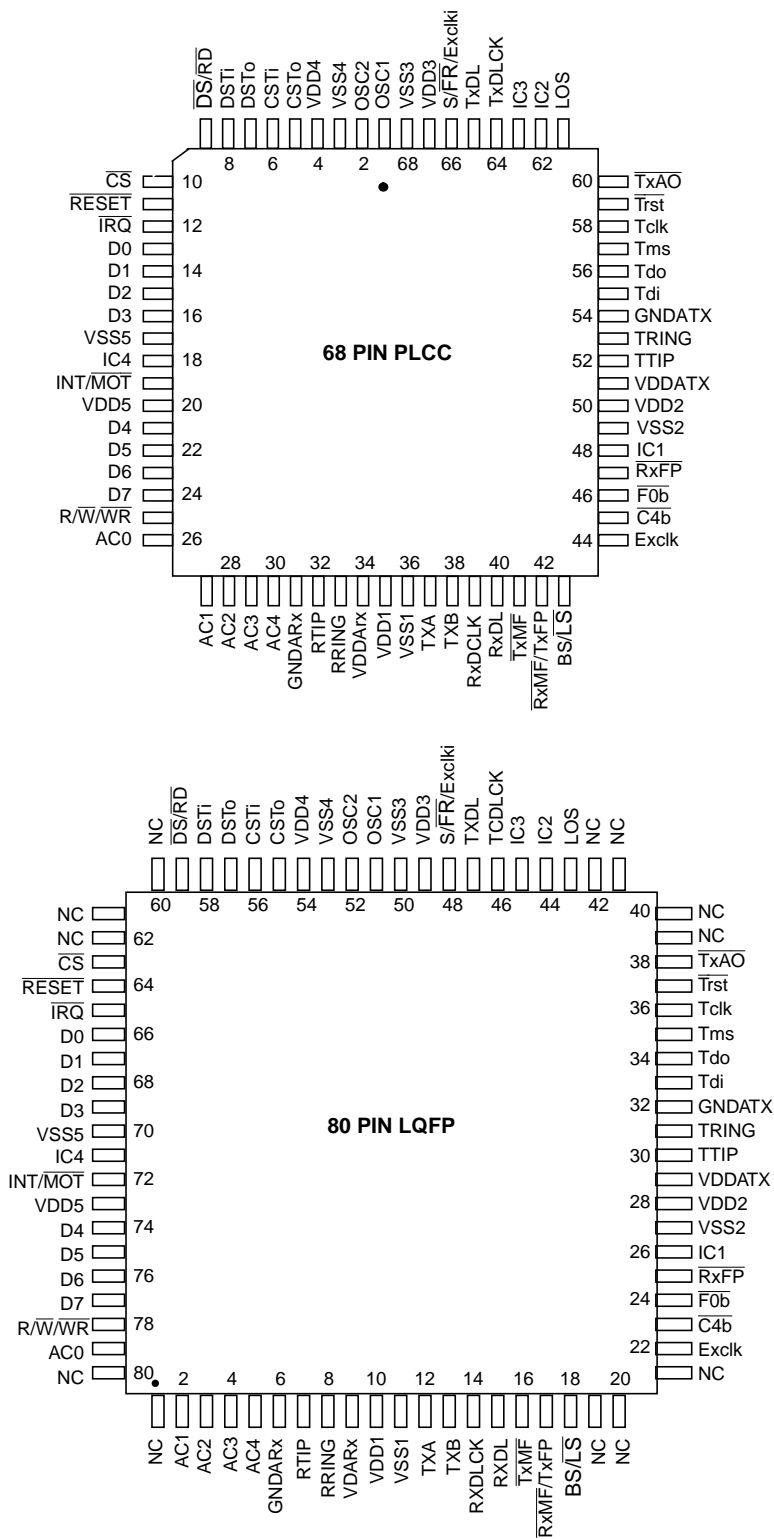 DS/RD
DSTi
DSTo
CSTi
CSTo
VDD4
VSS4
OSC2
OSC1
VSS3
VDD3
S/FR/Exclki
TxDL
TxDLCK
IC3
IC2
LOS
8 6 4 2 68 66 64 62
CS 10
RESET
IRQ 12
D0
D1 14
D2
D3 16
VSS5
IC4 18
INT/MOT
VDD5 20
D4
D5 22
D6
D7 24
R/W/WR
AC0 26
68 PIN PLCC
60 TxAO
Trst
58 Tclk
Tms
56 Tdo
Tdi
54 GNDATX
TRING
52 TTIP
VDDATX
50 VDD2
VSS2
48 IC1
RxFP
46 F0b
C4b
44 Exclk
28 30 32 34 36 38 40 42
AC1
AC2
AC3
AC4
GNDARx
RTIP
RRING
VDDArx
VDD1
VSS1
TXA
TXB
RxDCLK
RxDL
TxMF
RxMF/TxFP
BS/LS
NC
DS/RD
DSTi
DSTo
CSTi
CSTo
VDD4
VSS4
OSC2
OSC1
VSS3
VDD3
S/FR/Exclki
TXDL
TCDLCK
IC3
IC2
LOS
NC
NC
60 58 56 54 52 50 48 46 44 42
NC
NC 62
CS
RESET 64
IRQ
D0 66
D1
D2 68
D3
VSS5 70
IC4
INT/MOT 72
VDD5
D4 74
D5
D6 76
D7
R/W/WR 78
AC0
NC 80
80 PIN LQFP
40 NC
NC
38 TxAO
Trst
36 Tclk
Tms
34 Tdo
Tdi
32 GNDATX
TRING
30 TTIP
VDDATX
28 VDD2
VSS2
26 IC1
RxFP
24 F0b
C4b
22 Exclk
NC
2 4 6 8 10 12 14 16 18 20
NC
AC1
AC2
AC3
AC4
GNDARx
RTIP
RRING
VDARx
VDD1
VSS1
TXA
TXB
RXDLCK
RXDL
TxMF
RxMF/TxFP
BS/LS
NC
NC